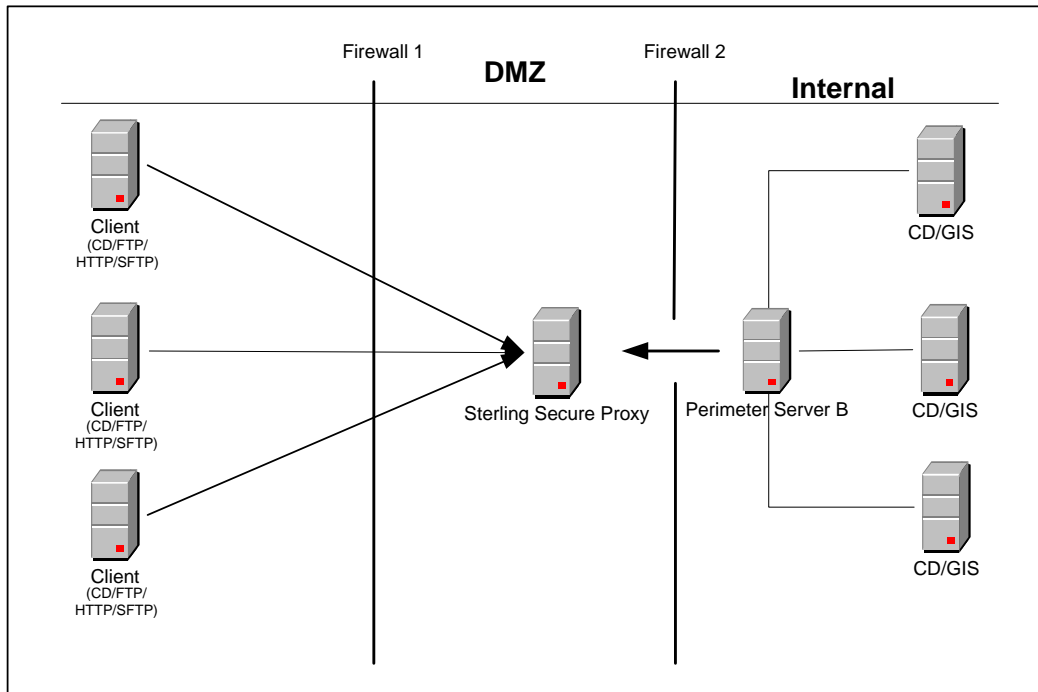 Firewall 1
DMZ
Firewall 2
Internal
Client
(CD/FTP/
HTTP/SFTP)
CD/GIS
Client
(CD/FTP/
HTTP/SFTP)
Sterling Secure Proxy
Perimeter Server B
CD/GIS
Client
(CD/FTP/
HTTP/SFTP)
CD/GIS